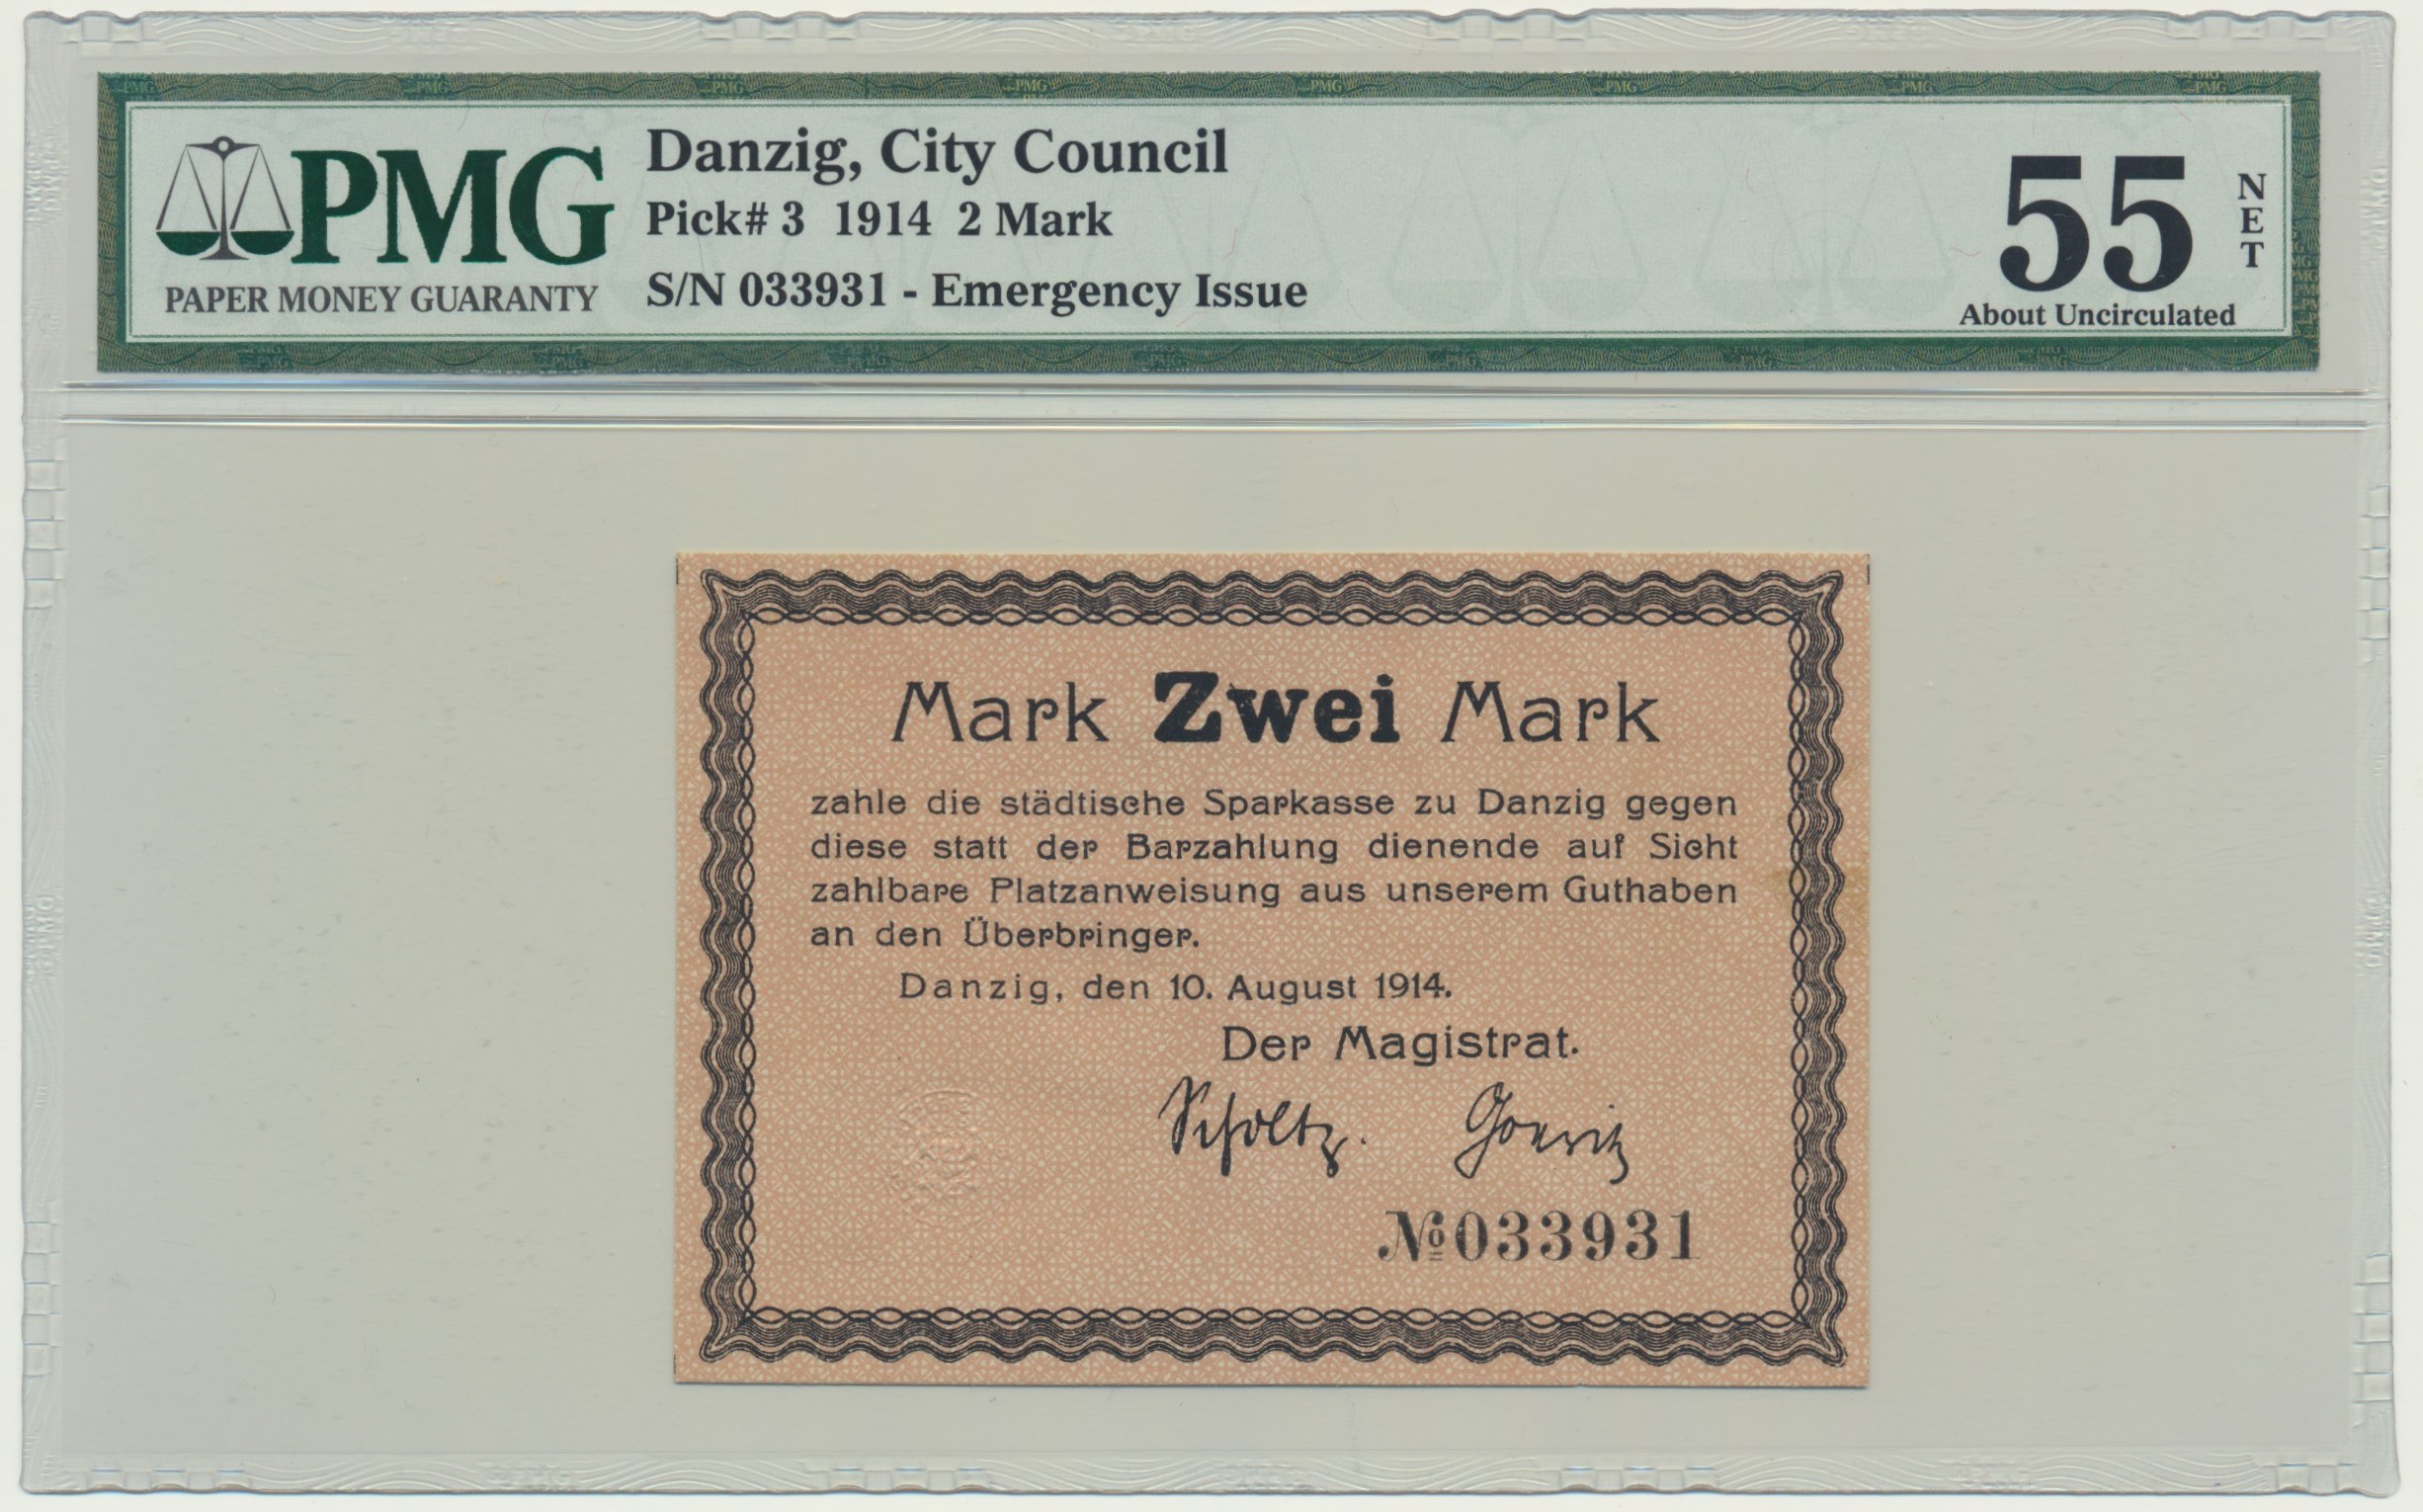 PMG
PAPER MONEY GUARANTY
Danzig, City Council
Pick# 3 1914 2 Mark
S/N 033931 - Emergency Issue
55
NET
About Uncirculated
Mark Zwei Mark
zahle die städtische Sparkasse zu Danzig gegen
diese statt der Barzahlung dienende auf Sicht
zahlbare Platzanweisung aus unserem Guthaben
an den Überbringer.
Danzig, den 10. August 1914.
Der Magistrat.
Scholtz. Goeritz
№033931